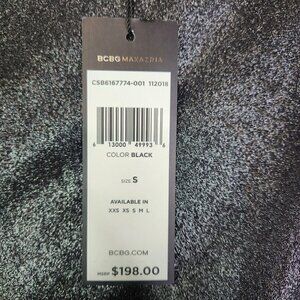 BCBGMAXAZRIA
CSB6167774-001 112018
6 13000 49993 6
COLOR BLACK
SIZE S
AVAILABLE IN
XXS XS S M L
BCBG.COM
MSRP $198.00